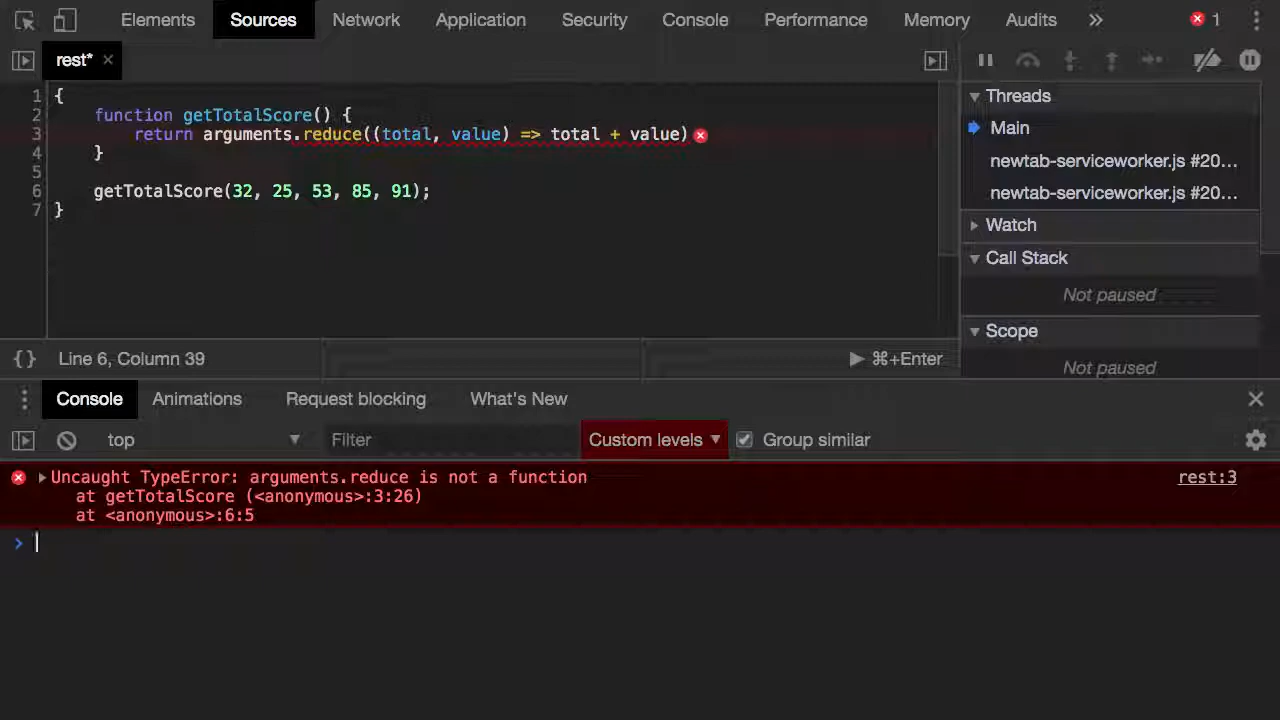 Elements Sources Network Application Security Console Performance Memory Audits » 1
rest* ×
1 {
2 function getTotalScore() {
3 return arguments.reduce((total, value) => total + value)
4 }
5
6 getTotalScore(32, 25, 53, 85, 91);
7 }
Threads
Main
newtab-serviceworker.js #20…
newtab-serviceworker.js #20…
Watch
Call Stack
Not paused
Scope
Not paused
{} Line 6, Column 39 ⌘+Enter
Console Animations Request blocking What's New
top Filter Custom levels Group similar
Uncaught TypeError: arguments.reduce is not a function rest:3
at getTotalScore (<anonymous>:3:26)
at <anonymous>:6:5